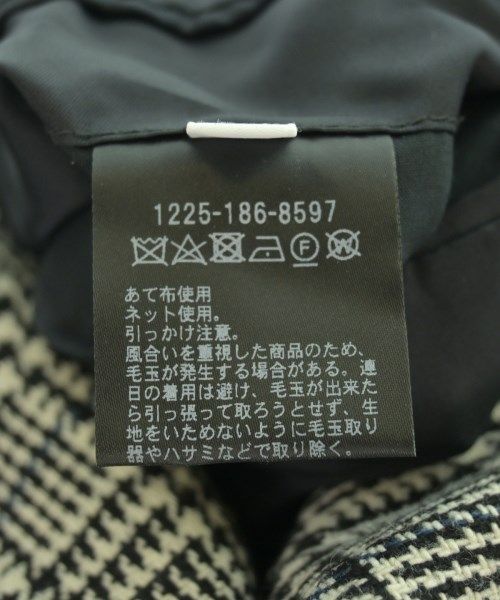 1225-186-8597
あて布使用
ネット使用。
引っかけ注意。
風合いを重視した商品のため、
毛玉が発生する場合がある。連
日の着用は避け、毛玉が出来た
ら引っ張って取ろうとせず、生
地をいためないように毛玉取り
器やハサミなどで取り除く。